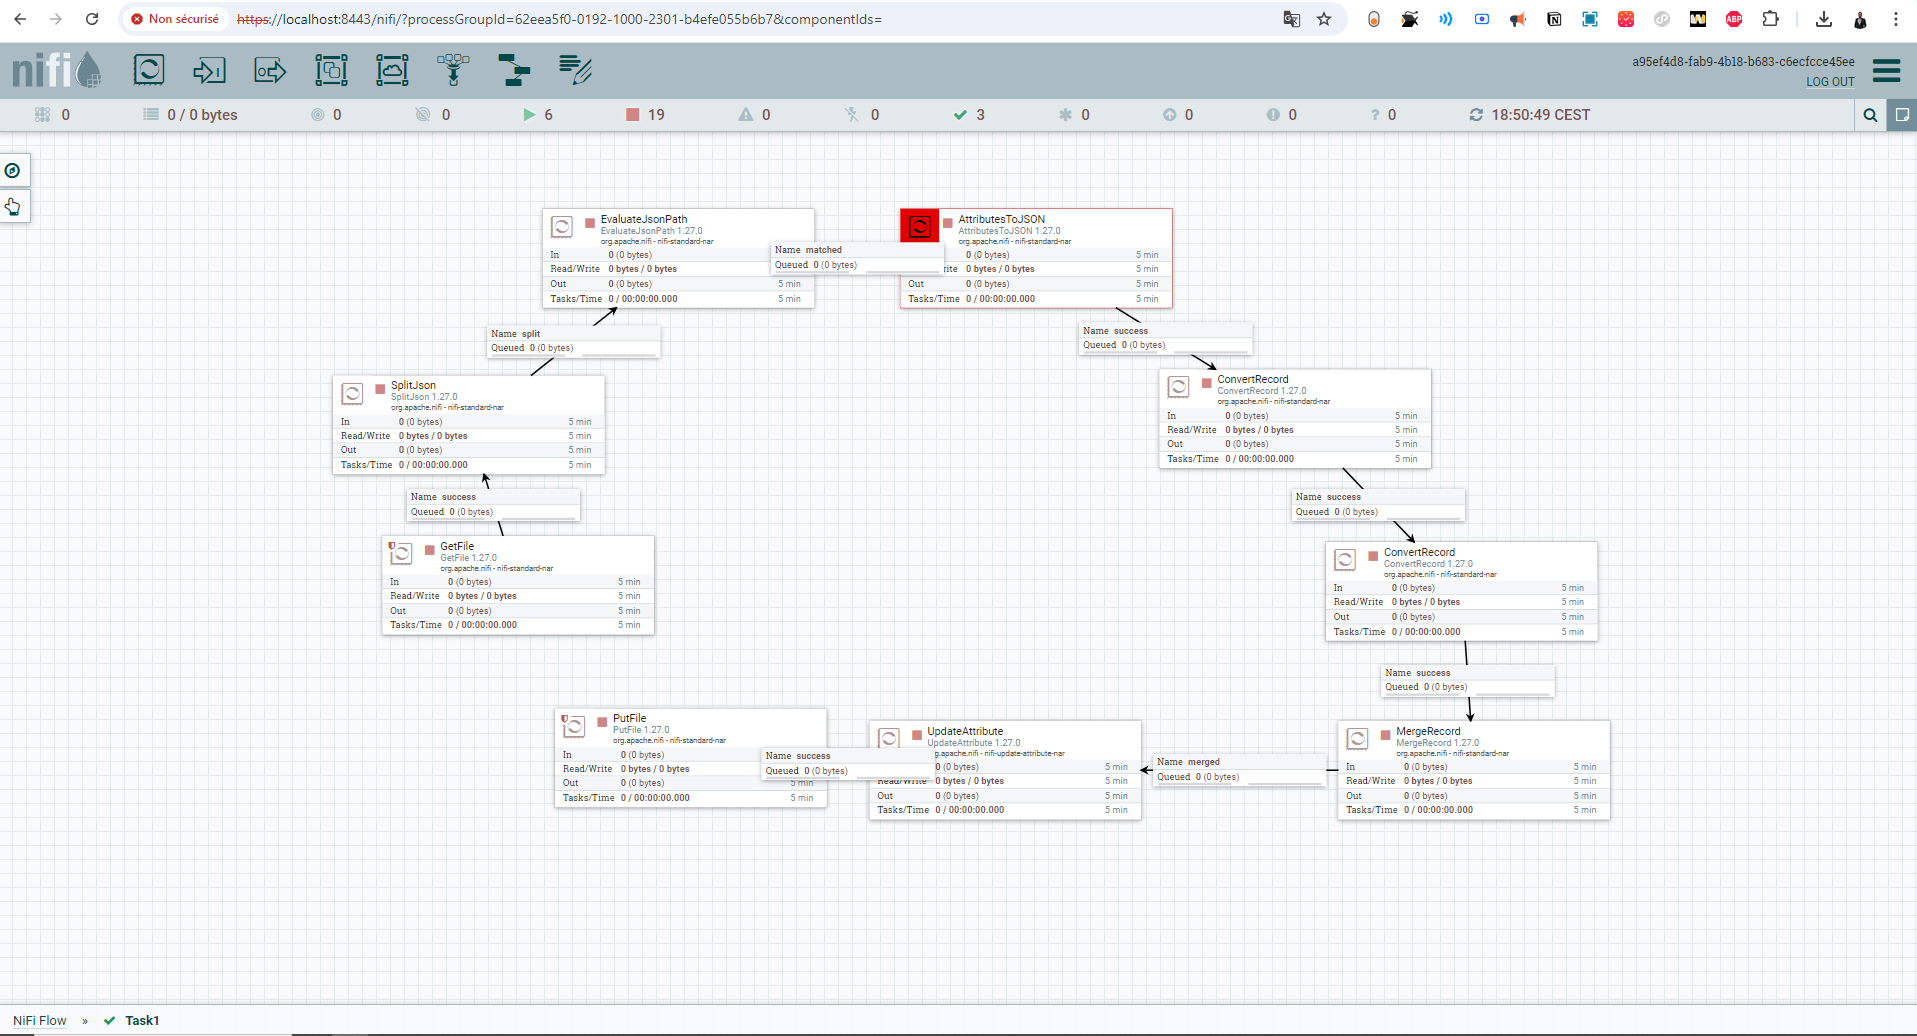 Non sécurisé https://localhost:8443/nifi/?processGroupId=62eea5f0-0192-1000-2301-b4efe055b6b7&componentIds=
nifi
a95ef4d8-fab9-4b18-b683-c6ecfcce45ee
LOG OUT
0 0 / 0 bytes 0 0 6 19 0 0 3 0 0 0 ? 0 18:50:49 CEST
EvaluateJsonPath
EvaluateJsonPath 1.27.0
org.apache.nifi - nifi-standard-nar
In 0 (0 bytes)
Read/Write 0 bytes / 0 bytes
Out 0 (0 bytes) 5 min
Tasks/Time 0 / 00:00:00.000 5 min
Name matched
Queued 0 (0 bytes)
AttributesToJSON
AttributesToJSON 1.27.0
org.apache.nifi - nifi-standard-nar
0 (0 bytes) 5 min
ite 0 bytes / 0 bytes 5 min
Out 0 (0 bytes) 5 min
Tasks/Time 0 / 00:00:00.000 5 min
Name split
Queued 0 (0 bytes)
Name success
Queued 0 (0 bytes)
SplitJson
SplitJson 1.27.0
org.apache.nifi - nifi-standard-nar
In 0 (0 bytes) 5 min
Read/Write 0 bytes / 0 bytes 5 min
Out 0 (0 bytes) 5 min
Tasks/Time 0 / 00:00:00.000 5 min
ConvertRecord
ConvertRecord 1.27.0
org.apache.nifi - nifi-standard-nar
In 0 (0 bytes) 5 min
Read/Write 0 bytes / 0 bytes 5 min
Out 0 (0 bytes) 5 min
Tasks/Time 0 / 00:00:00.000 5 min
Name success
Queued 0 (0 bytes)
Name success
Queued 0 (0 bytes)
GetFile
GetFile 1.27.0
org.apache.nifi - nifi-standard-nar
In 0 (0 bytes) 5 min
Read/Write 0 bytes / 0 bytes 5 min
Out 0 (0 bytes) 5 min
Tasks/Time 0 / 00:00:00.000 5 min
ConvertRecord
ConvertRecord 1.27.0
org.apache.nifi - nifi-standard-nar
In 0 (0 bytes) 5 min
Read/Write 0 bytes / 0 bytes 5 min
Out 0 (0 bytes) 5 min
Tasks/Time 0 / 00:00:00.000 5 min
Name success
Queued 0 (0 bytes)
PutFile
PutFile 1.27.0
org.apache.nifi - nifi-standard-nar
In 0 (0 bytes)
Read/Write 0 bytes / 0 bytes
Out 0 (0 bytes) 5 min
Tasks/Time 0 / 00:00:00.000 5 min
Name success
Queued 0 (0 bytes)
UpdateAttribute
UpdateAttribute 1.27.0
g.apache.nifi - nifi-update-attribute-nar
0 (0 bytes) 5 min
Read/Write 0 bytes / 0 bytes 5 min
Out 0 (0 bytes) 5 min
Tasks/Time 0 / 00:00:00.000 5 min
Name merged
Queued 0 (0 bytes)
MergeRecord
MergeRecord 1.27.0
org.apache.nifi - nifi-standard-nar
In 0 (0 bytes) 5 min
Read/Write 0 bytes / 0 bytes 5 min
Out 0 (0 bytes) 5 min
Tasks/Time 0 / 00:00:00.000 5 min
NiFi Flow » Task1